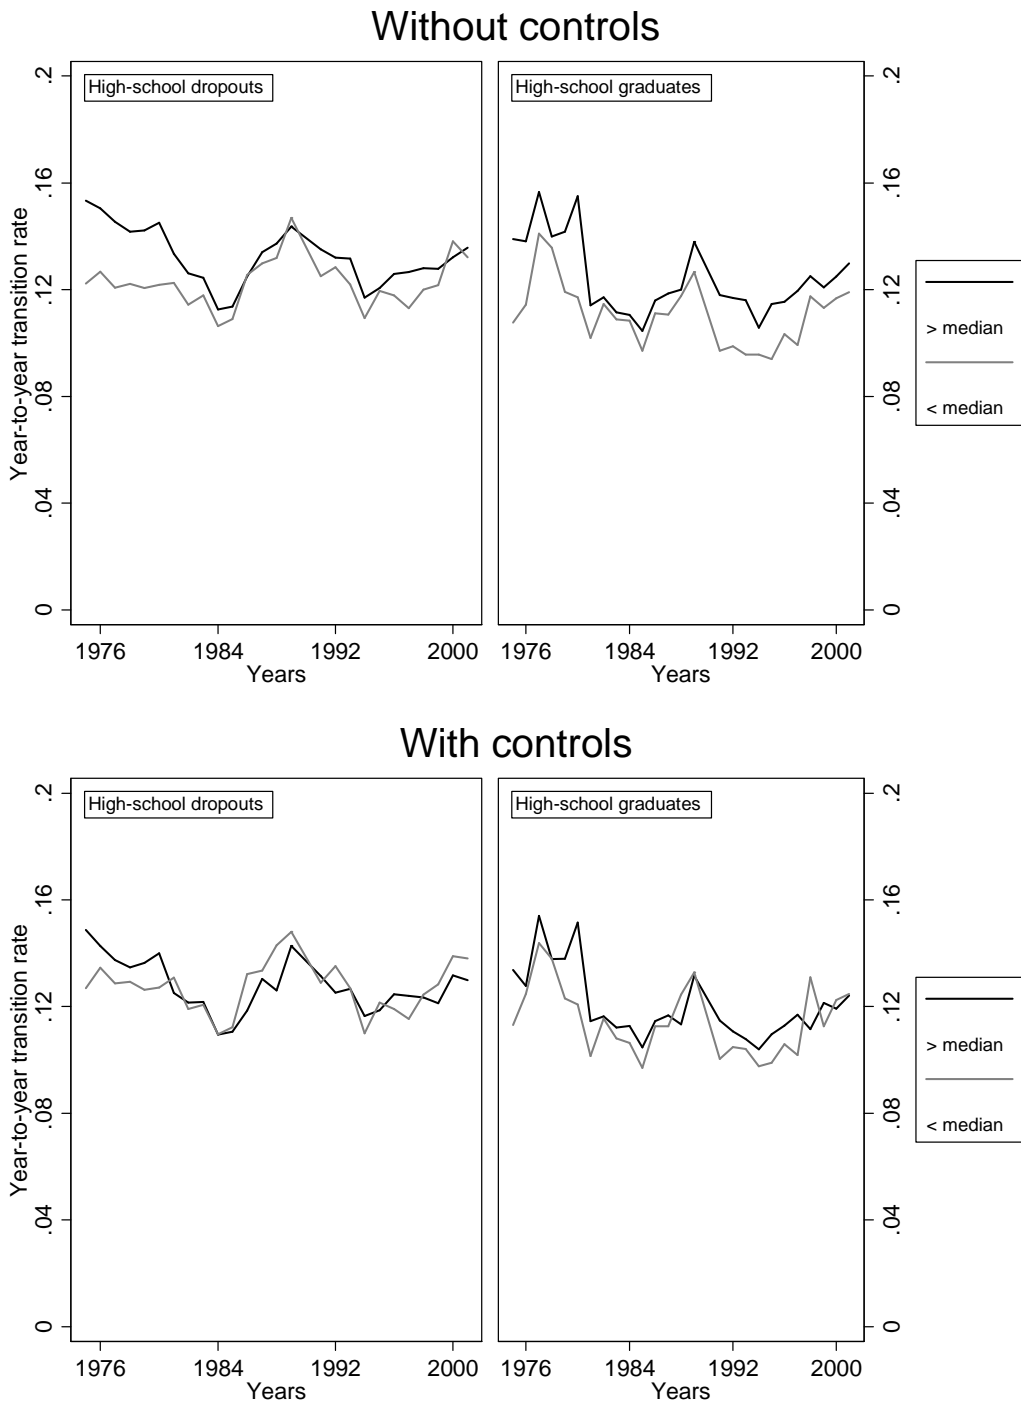 Without controls
High-school dropouts
High-school graduates
Year-to-year transition rate
.2
.16
.12
.08
.04
0
.2
.16
.12
.08
.04
0
1976 1984 1992 2000
Years
1976 1984 1992 2000
Years
> median
< median
With controls
High-school dropouts
High-school graduates
Year-to-year transition rate
.2
.16
.12
.08
.04
0
.2
.16
.12
.08
.04
0
1976 1984 1992 2000
Years
1976 1984 1992 2000
Years
> median
< median